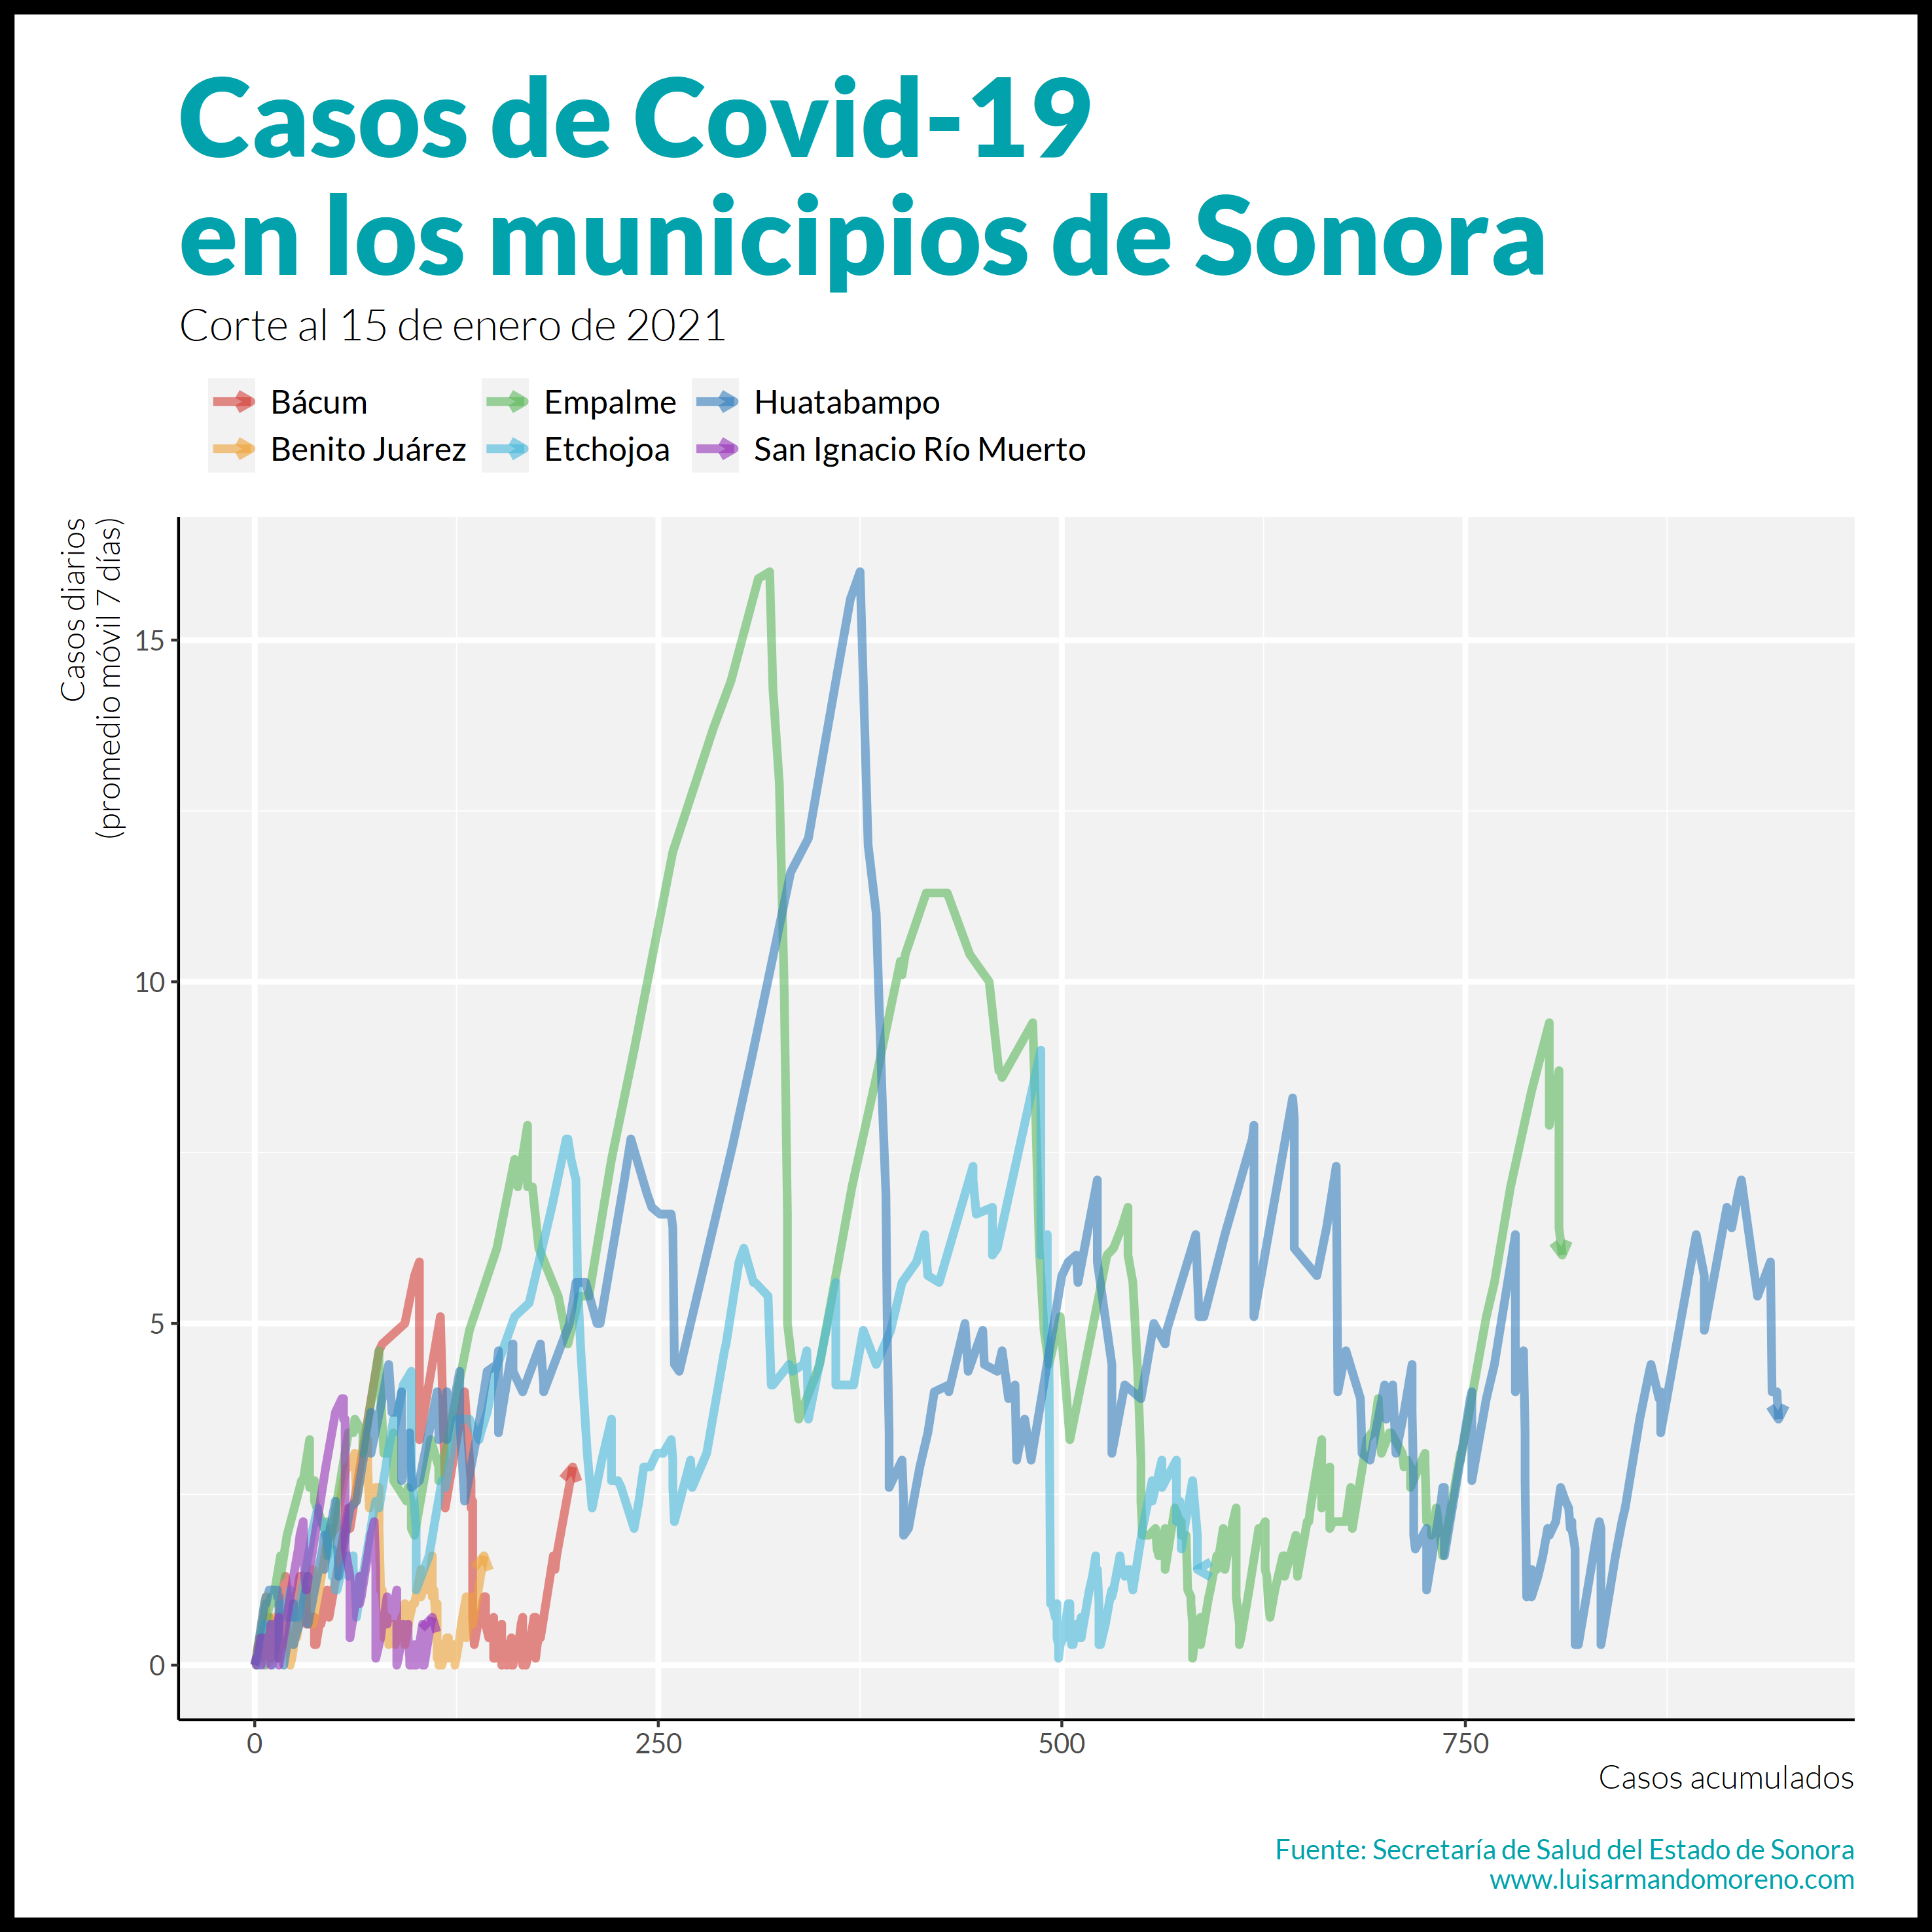 Casos de Covid-19
en los municipios de Sonora
Corte al 15 de enero de 2021
Bácum
Empalme
Huatabampo
Benito Juárez
Etchojoa
San Ignacio Río Muerto
Casos diarios
(promedio móvil 7 días)
15
10
5
0
0
250
500
750
Casos acumulados
Fuente: Secretaría de Salud del Estado de Sonora
www.luisarmandomoreno.com